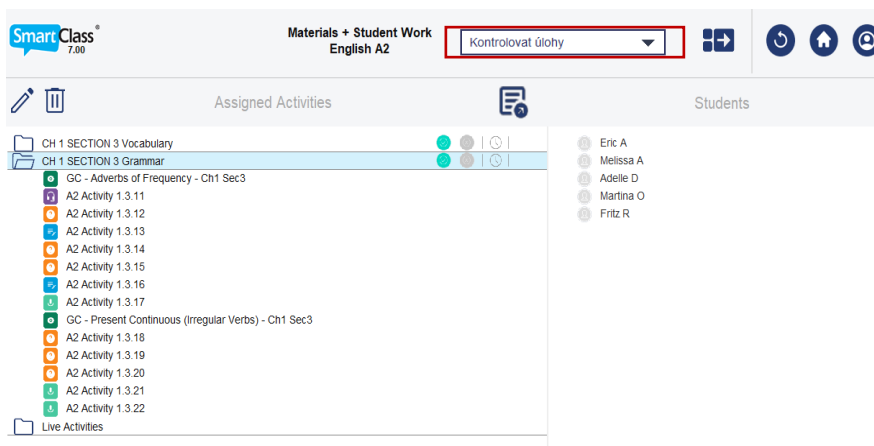 SmartClass®
7.00
Materials + Student Work
English A2
Kontrolovat úlohy
Assigned Activities
Students
CH 1 SECTION 3 Vocabulary
CH 1 SECTION 3 Grammar
GC - Adverbs of Frequency - Ch1 Sec3
A2 Activity 1.3.11
A2 Activity 1.3.12
A2 Activity 1.3.13
A2 Activity 1.3.14
A2 Activity 1.3.15
A2 Activity 1.3.16
A2 Activity 1.3.17
GC - Present Continuous (Irregular Verbs) - Ch1 Sec3
A2 Activity 1.3.18
A2 Activity 1.3.19
A2 Activity 1.3.20
A2 Activity 1.3.21
A2 Activity 1.3.22
Live Activities
Eric A
Melissa A
Adelle D
Martina O
Fritz R